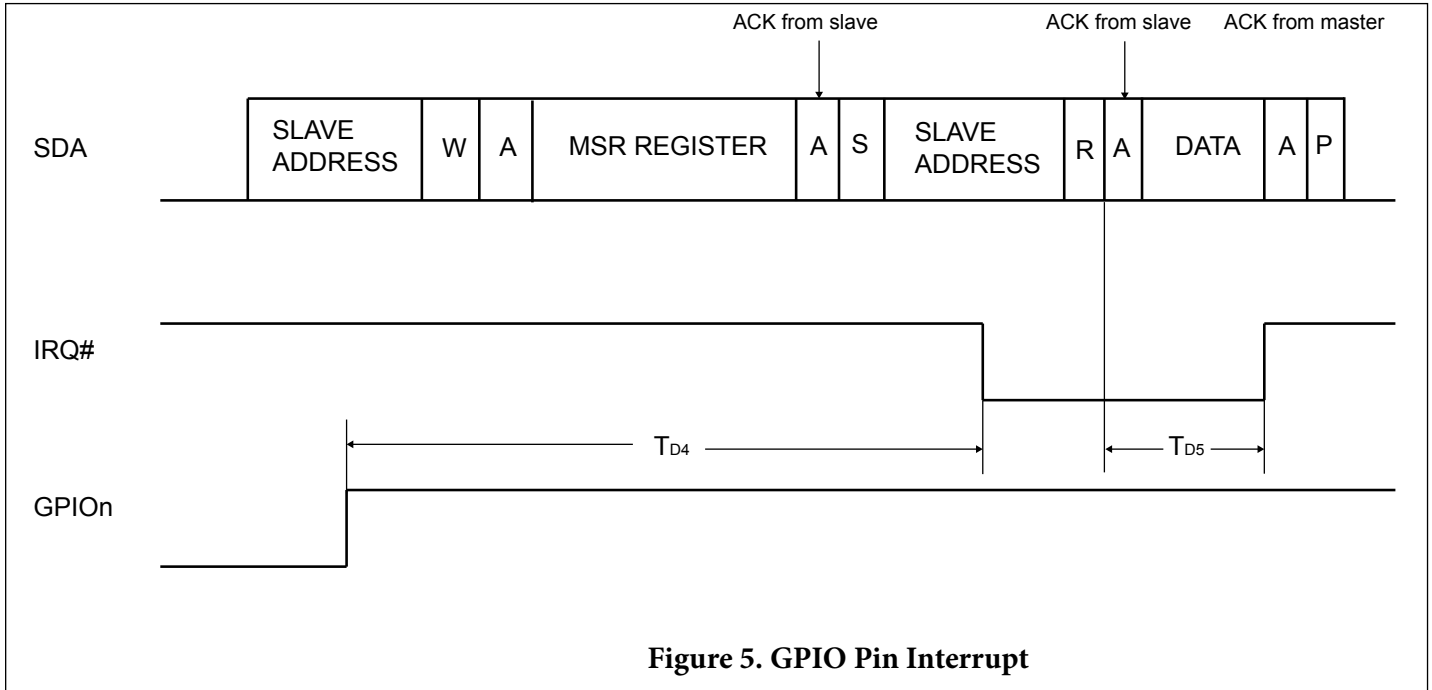 ACK from slave ACK from slave ACK from master
SDA SLAVE ADDRESS W A MSR REGISTER A S SLAVE ADDRESS R A DATA A P
IRQ#
TD4 TD5
GPIOn
Figure 5. GPIO Pin Interrupt